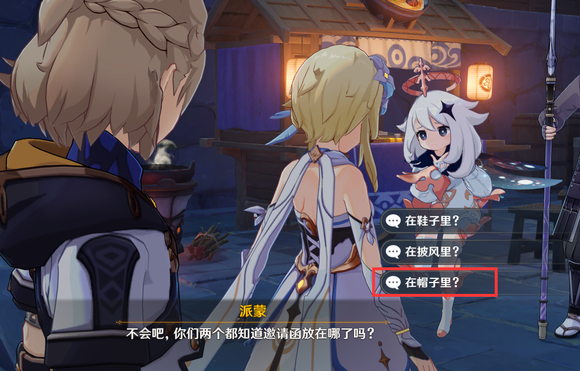 在鞋子里？
在披风里？
在帽子里？
派蒙
不会吧，你们两个都知道邀请函放在哪了吗？